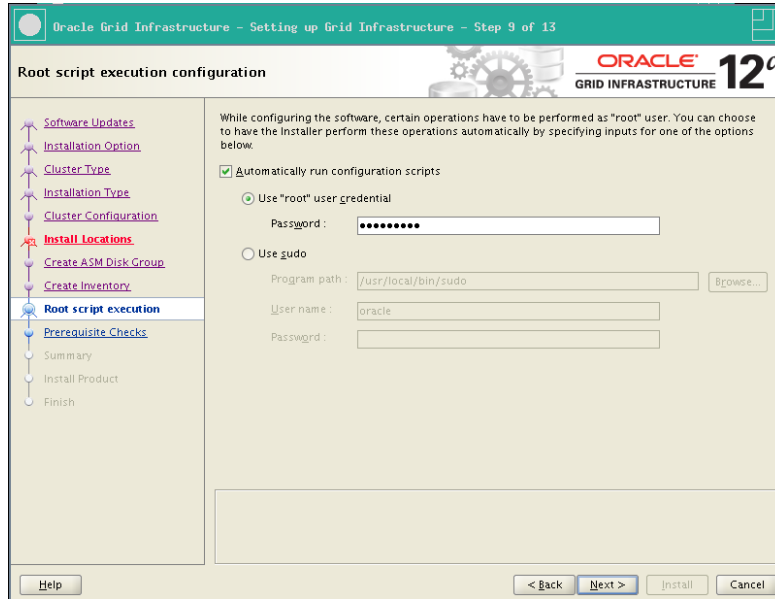 Oracle Grid Infrastructure - Setting up Grid Infrastructure - Step 9 of 13
Root script execution configuration
ORACLE
GRID INFRASTRUCTURE 12c
Software Updates
Installation Option
Cluster Type
Installation Type
Cluster Configuration
Install Locations
Create ASM Disk Group
Create Inventory
Root script execution
Prerequisite Checks
Summary
Install Product
Finish
While configuring the software, certain operations have to be performed as "root" user. You can choose
to have the Installer perform these operations automatically by specifying inputs for one of the options
below.
Automatically run configuration scripts
Use "root" user credential
Password : •••••••••
Use sudo
Program path : /usr/local/bin/sudo Browse...
User name : oracle
Password :
Help < Back Next > Install Cancel